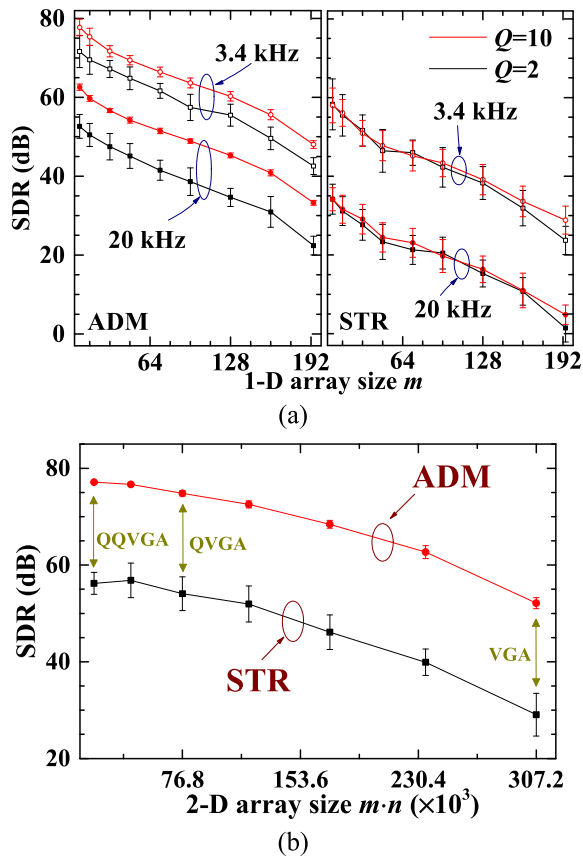 80
60
40
20
0
SDR (dB)
3.4 kHz
20 kHz
ADM
64
128
192
Q=10
Q=2
3.4 kHz
20 kHz
STR
64
128
192
1-D array size m
(a)
80
60
40
20
SDR (dB)
ADM
QQVGA
QVGA
VGA
STR
76.8
153.6
230.4
307.2
2-D array size m·n (×10³)
(b)